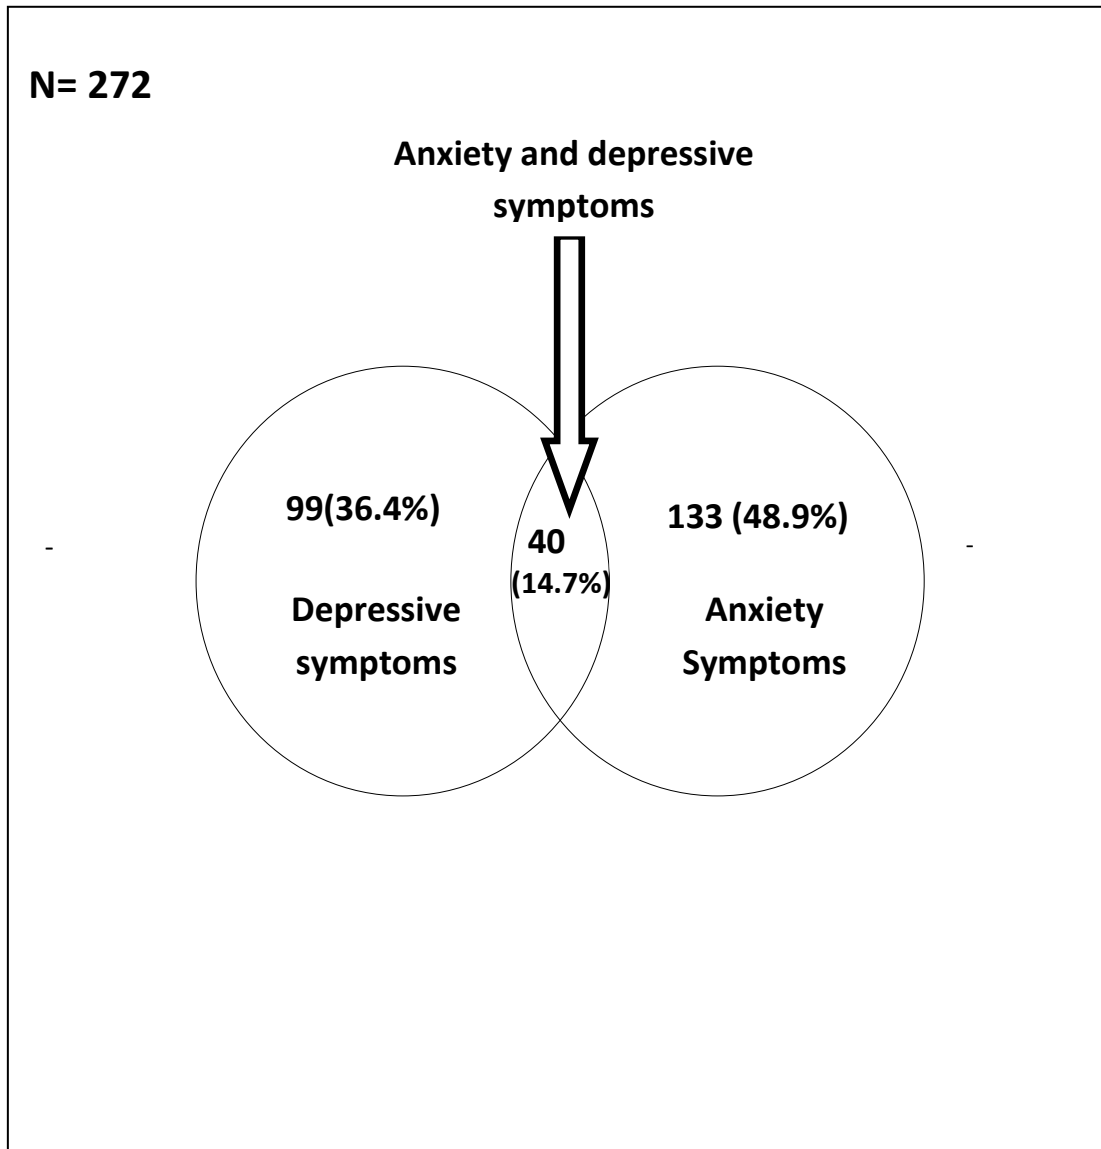 N= 272
Anxiety and depressive
symptoms
99(36.4%)
133 (48.9%)
40
(14.7%)
-
-
Depressive
symptoms
Anxiety
Symptoms